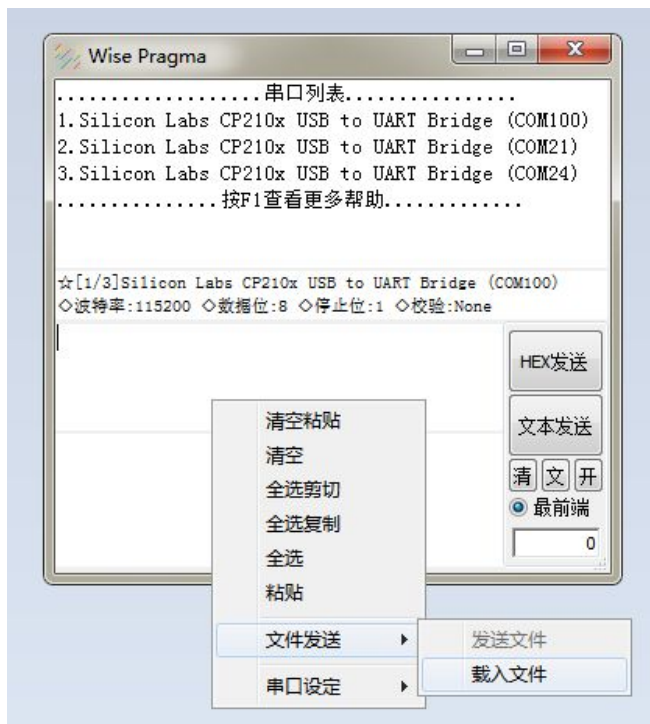 Wise Pragma
...................串口列表................
1.Silicon Labs CP210x USB to UART Bridge (COM100)
2.Silicon Labs CP210x USB to UART Bridge (COM21)
3.Silicon Labs CP210x USB to UART Bridge (COM24)
...............按F1查看更多帮助.............
☆[1/3]Silicon Labs CP210x USB to UART Bridge (COM100)
◇波特率:115200 ◇数据位:8 ◇停止位:1 ◇校验:None
HEX发送
文本发送
清 文 开
最前端
0
清空粘贴
清空
全选剪切
全选复制
全选
粘贴
文件发送
串口设定
发送文件
载入文件